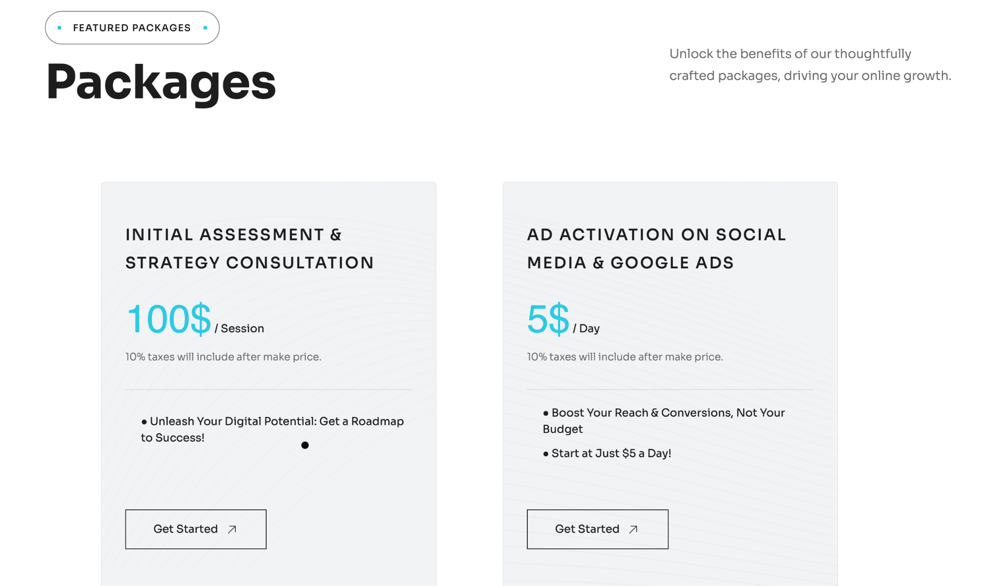 FEATURED PACKAGES
Packages
Unlock the benefits of our thoughtfully
crafted packages, driving your online growth.
INITIAL ASSESSMENT &
STRATEGY CONSULTATION
100$ / Session
10% taxes will include after make price.
● Unleash Your Digital Potential: Get a Roadmap
to Success!
Get Started
AD ACTIVATION ON SOCIAL
MEDIA & GOOGLE ADS
5$ / Day
10% taxes will include after make price.
● Boost Your Reach & Conversions, Not Your
Budget
● Start at Just $5 a Day!
Get Started